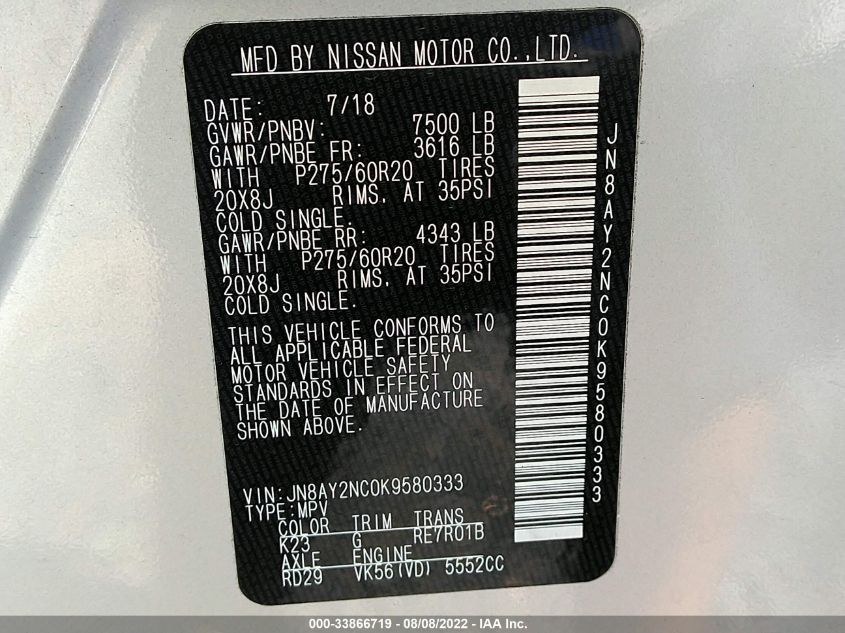 MFD BY NISSAN MOTOR CO.,LTD.
DATE: 7/18
GVWR/PNBV: 7500 LB
GAWR/PNBE FR: 3616 LB
WITH P275/60R20 TIRES
20X8J RIMS, AT 35PSI
COLD SINGLE.
GAWR/PNBE RR: 4343 LB
WITH P275/60R20 TIRES
20X8J RIMS, AT 35PSI
COLD SINGLE.
THIS VEHICLE CONFORMS TO
ALL APPLICABLE FEDERAL
MOTOR VEHICLE SAFETY
STANDARDS IN EFFECT ON
THE DATE OF MANUFACTURE
SHOWN ABOVE.
VIN:JN8AY2NC0K9580333
TYPE:MPV
COLOR TRIM TRANS
K23 G RE7R01B
AXLE ENGINE
RD29 VK56(VD) 5552CC
JN8AY2NC0K9580333
000-33866719 - 08/08/2022 - IAA Inc.